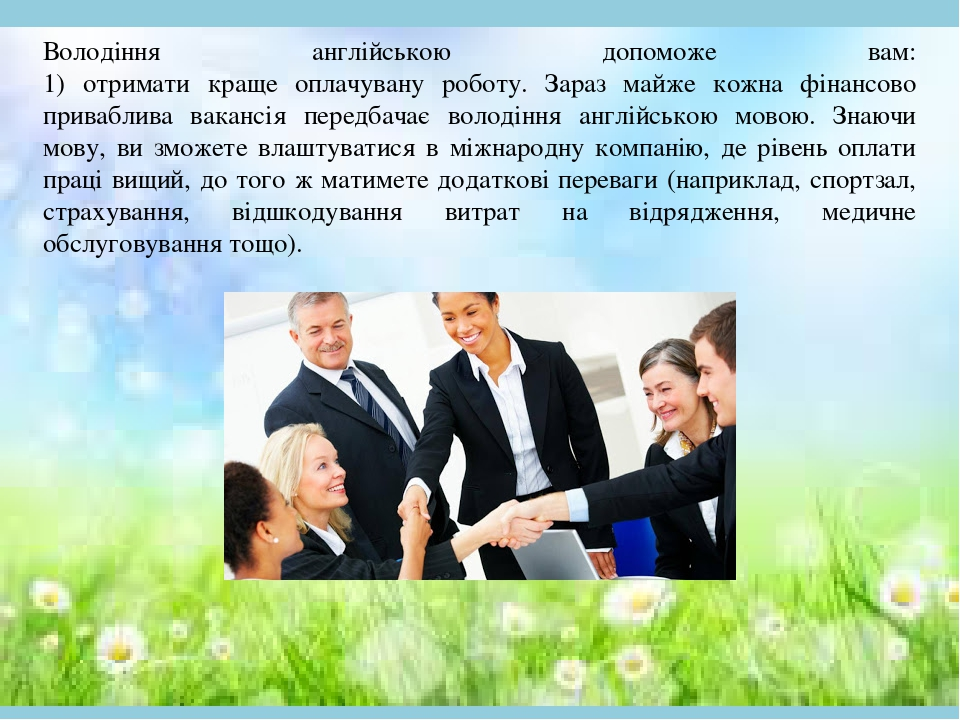 Володіння англійською допоможе вам:
1) отримати краще оплачувану роботу. Зараз майже кожна фінансово
приваблива вакансія передбачає володіння англійською мовою. Знаючи
мову, ви зможете влаштуватися в міжнародну компанію, де рівень оплати
праці вищий, до того ж матимете додаткові переваги (наприклад, спортзал,
страхування, відшкодування витрат на відрядження, медичне
обслуговування тощо).